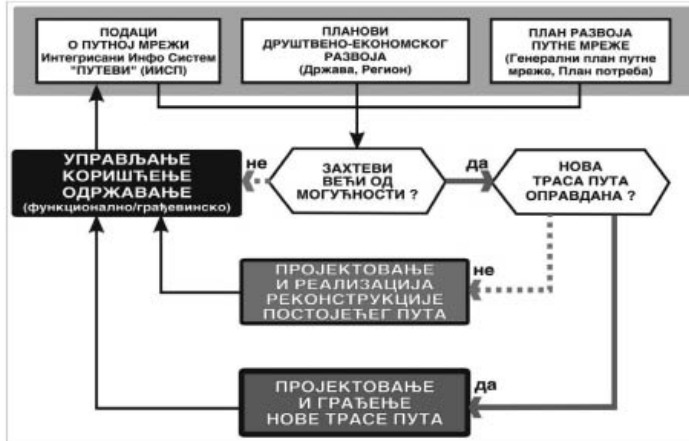 ПОДАЦИ
О ПУТНОЈ МРЕЖИ
Интегрисани Инфо Систем
"ПУТЕВИ" (ИИСП)
ПЛАНОВИ
ДРУШТВЕНО-ЕКОНОМСКОГ
РАЗВОЈА
(Држава, Регион)
ПЛАН РАЗВОЈА
ПУТНЕ МРЕЖЕ
(Генерални план путне
мреже, План потреба)
УПРАВЉАЊЕ
КОРИШЋЕЊЕ
ОДРЖАВАЊЕ
(функционално/грађевинско)
не
ЗАХТЕВИ
ВЕЋИ ОД
МОГУЋНОСТИ ?
да
НОВА
ТРАСА ПУТА
ОПРАВДАНА ?
ПРОЈЕКТОВАЊЕ
И РЕАЛИЗАЦИЈА
РЕКОНСТРУКЦИЈЕ
ПОСТОЈЕЋЕГ ПУТА
не
ПРОЈЕКТОВАЊЕ
И ГРАЂЕЊЕ
НОВЕ ТРАСЕ ПУТА
да